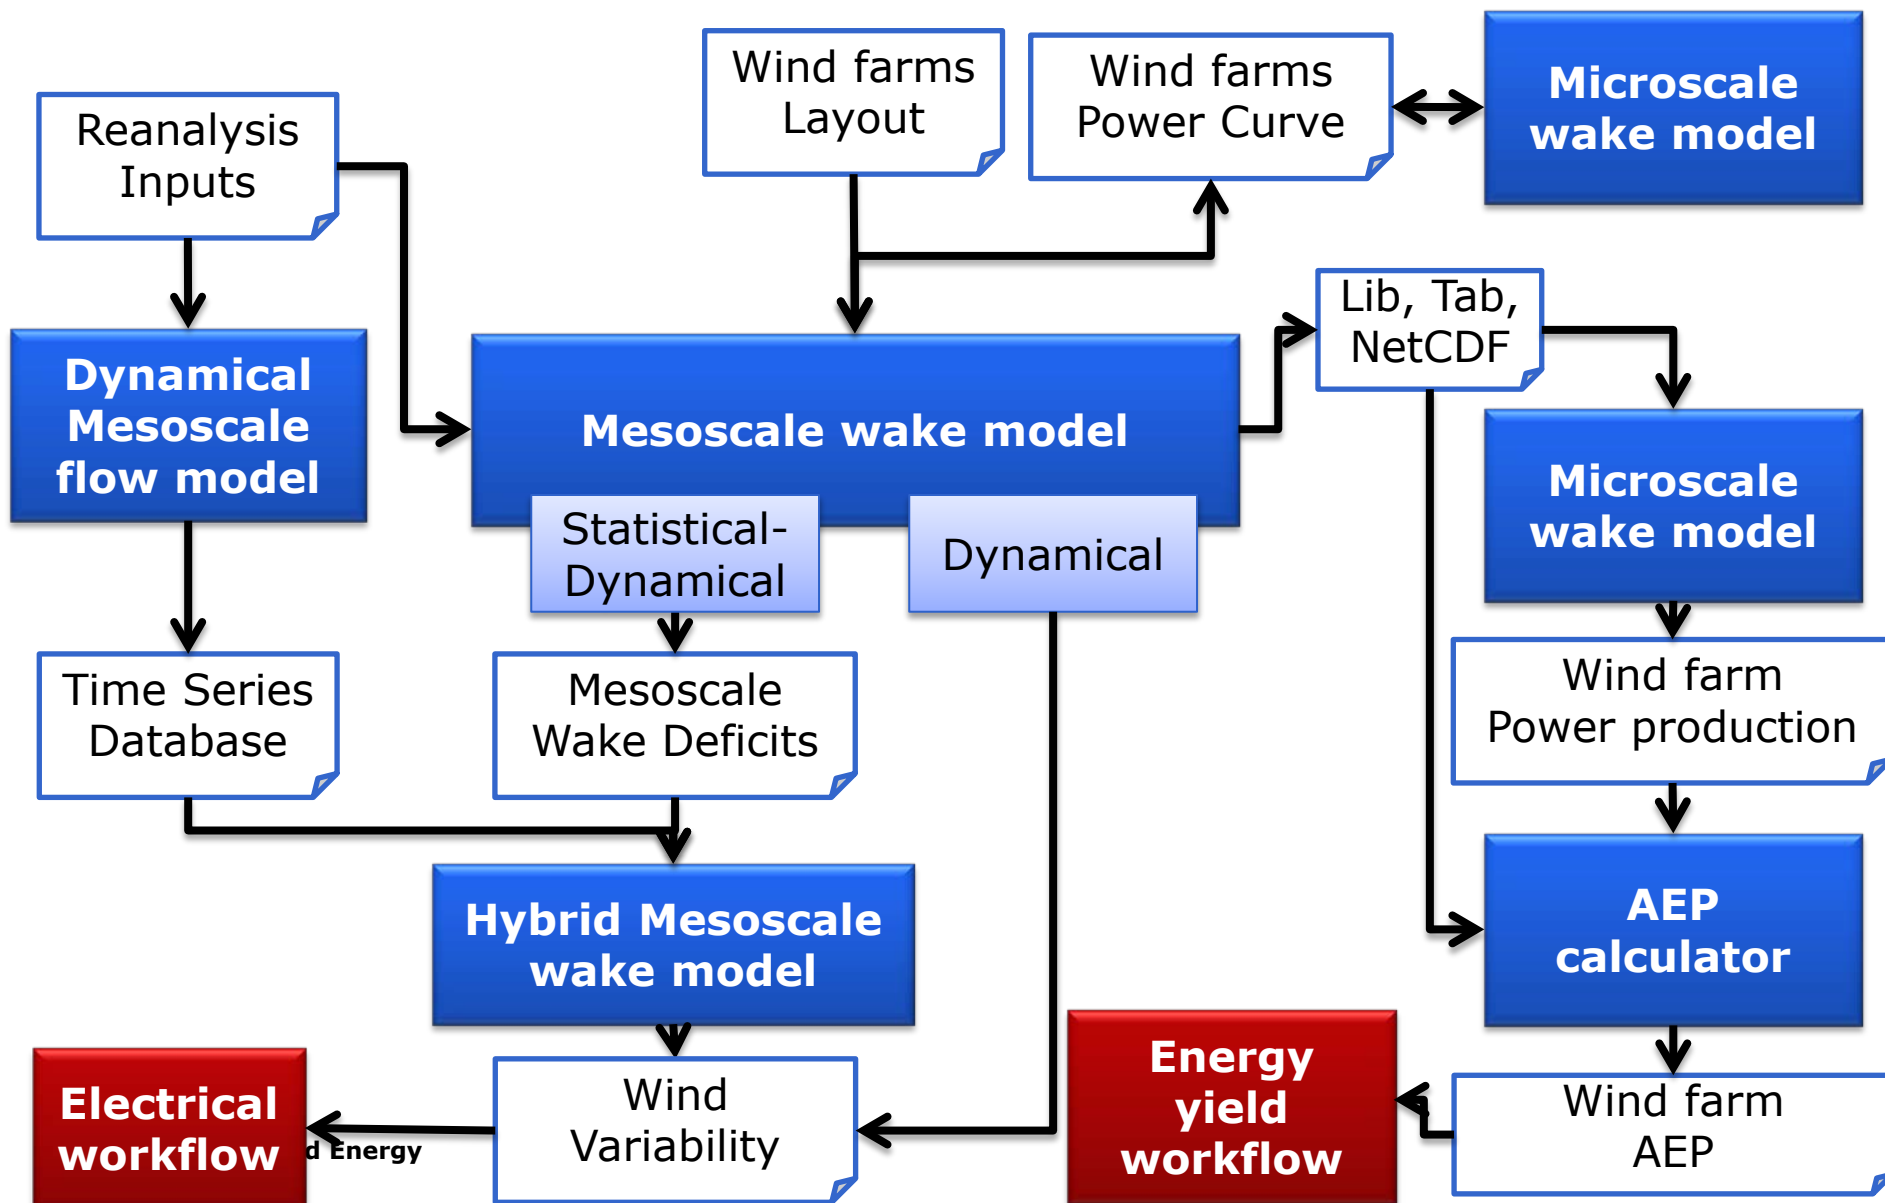 Wind farms
Layout
Wind farms
Power Curve
Microscale
wake model
Reanalysis
Inputs
Lib, Tab,
NetCDF
Dynamical
Mesoscale
flow model
Mesoscale wake model
Statistical-
Dynamical
Dynamical
Microscale
wake model
Time Series
Database
Mesoscale
Wake Deficits
Wind farm
Power production
Hybrid Mesoscale
wake model
AEP
calculator
Electrical
workflow
d Energy
Wind
Variability
Energy
yield
workflow
Wind farm
AEP